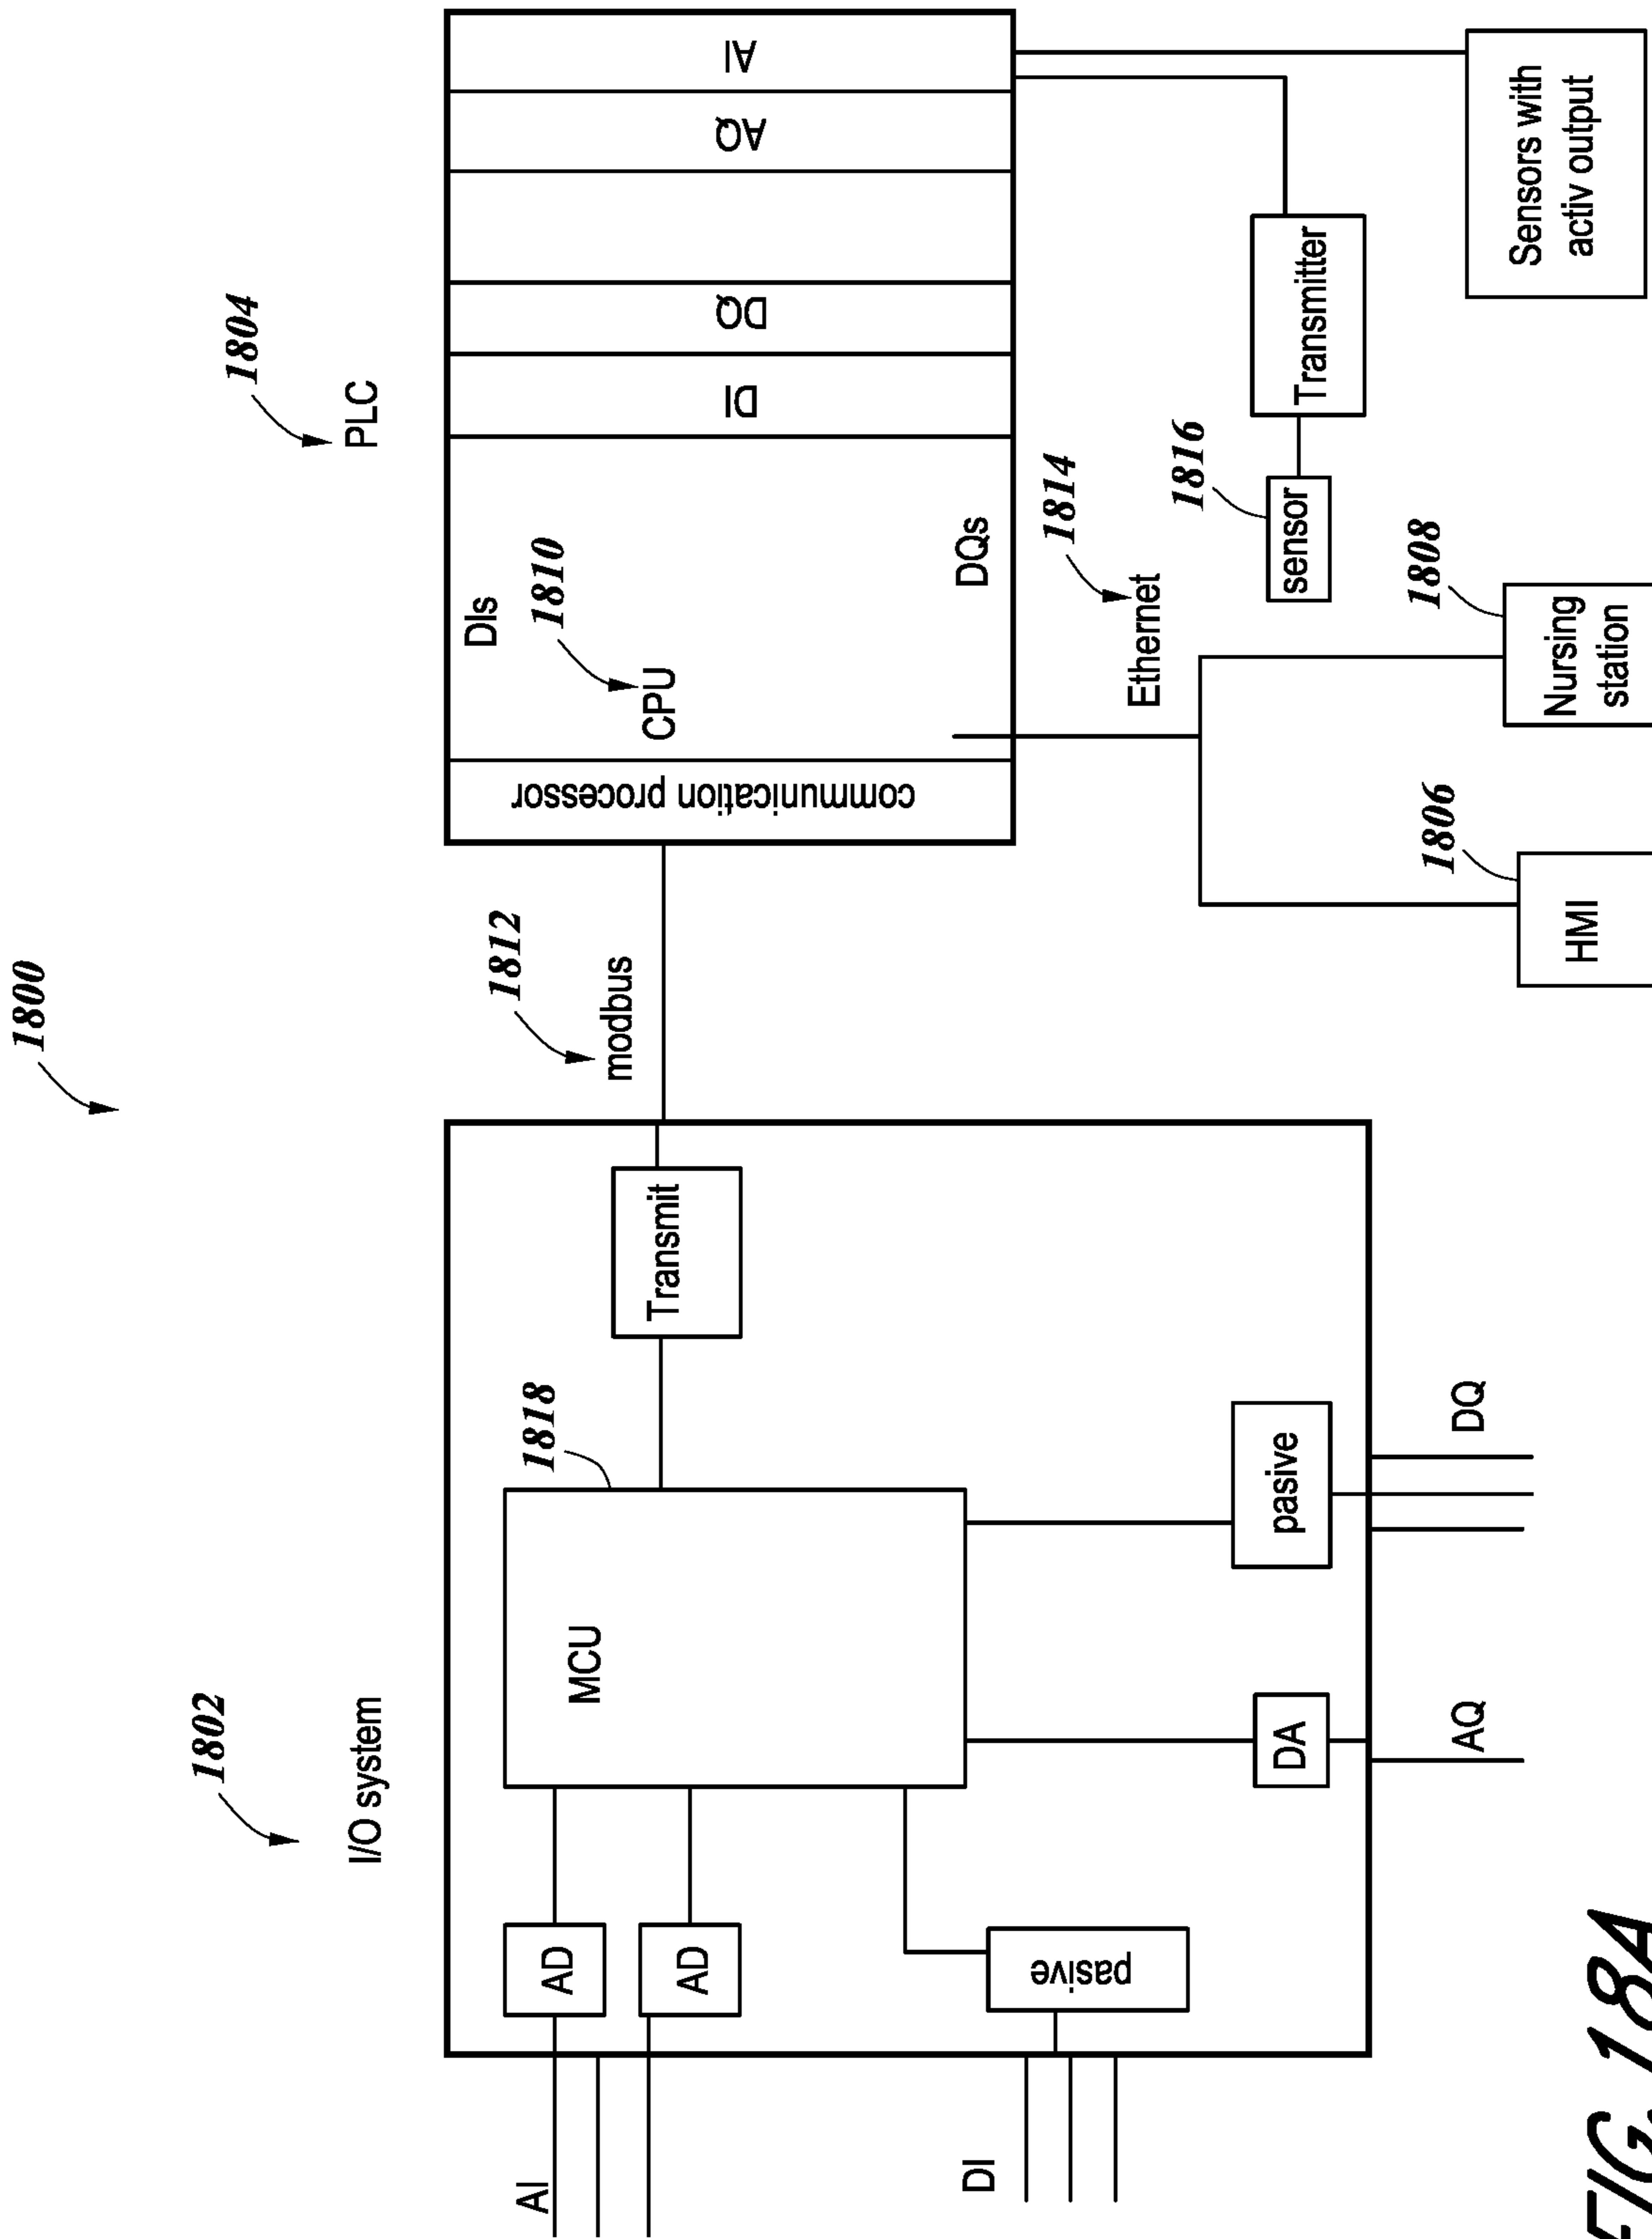 1800
1802
I/O system
1804
PLC
AI
AD
AD
MCU
1818
Transmit
1812
modbus
DI
pasive
DA
AQ
pasive
DQ
communication processor
CPU
1810
DIs
DQs
DI
DQ
AQ
AI
Ethernet
1814
sensor
1816
Transmitter
HMI
1806
Nursing
station
1808
Sensors with
activ output
FIG. 18A